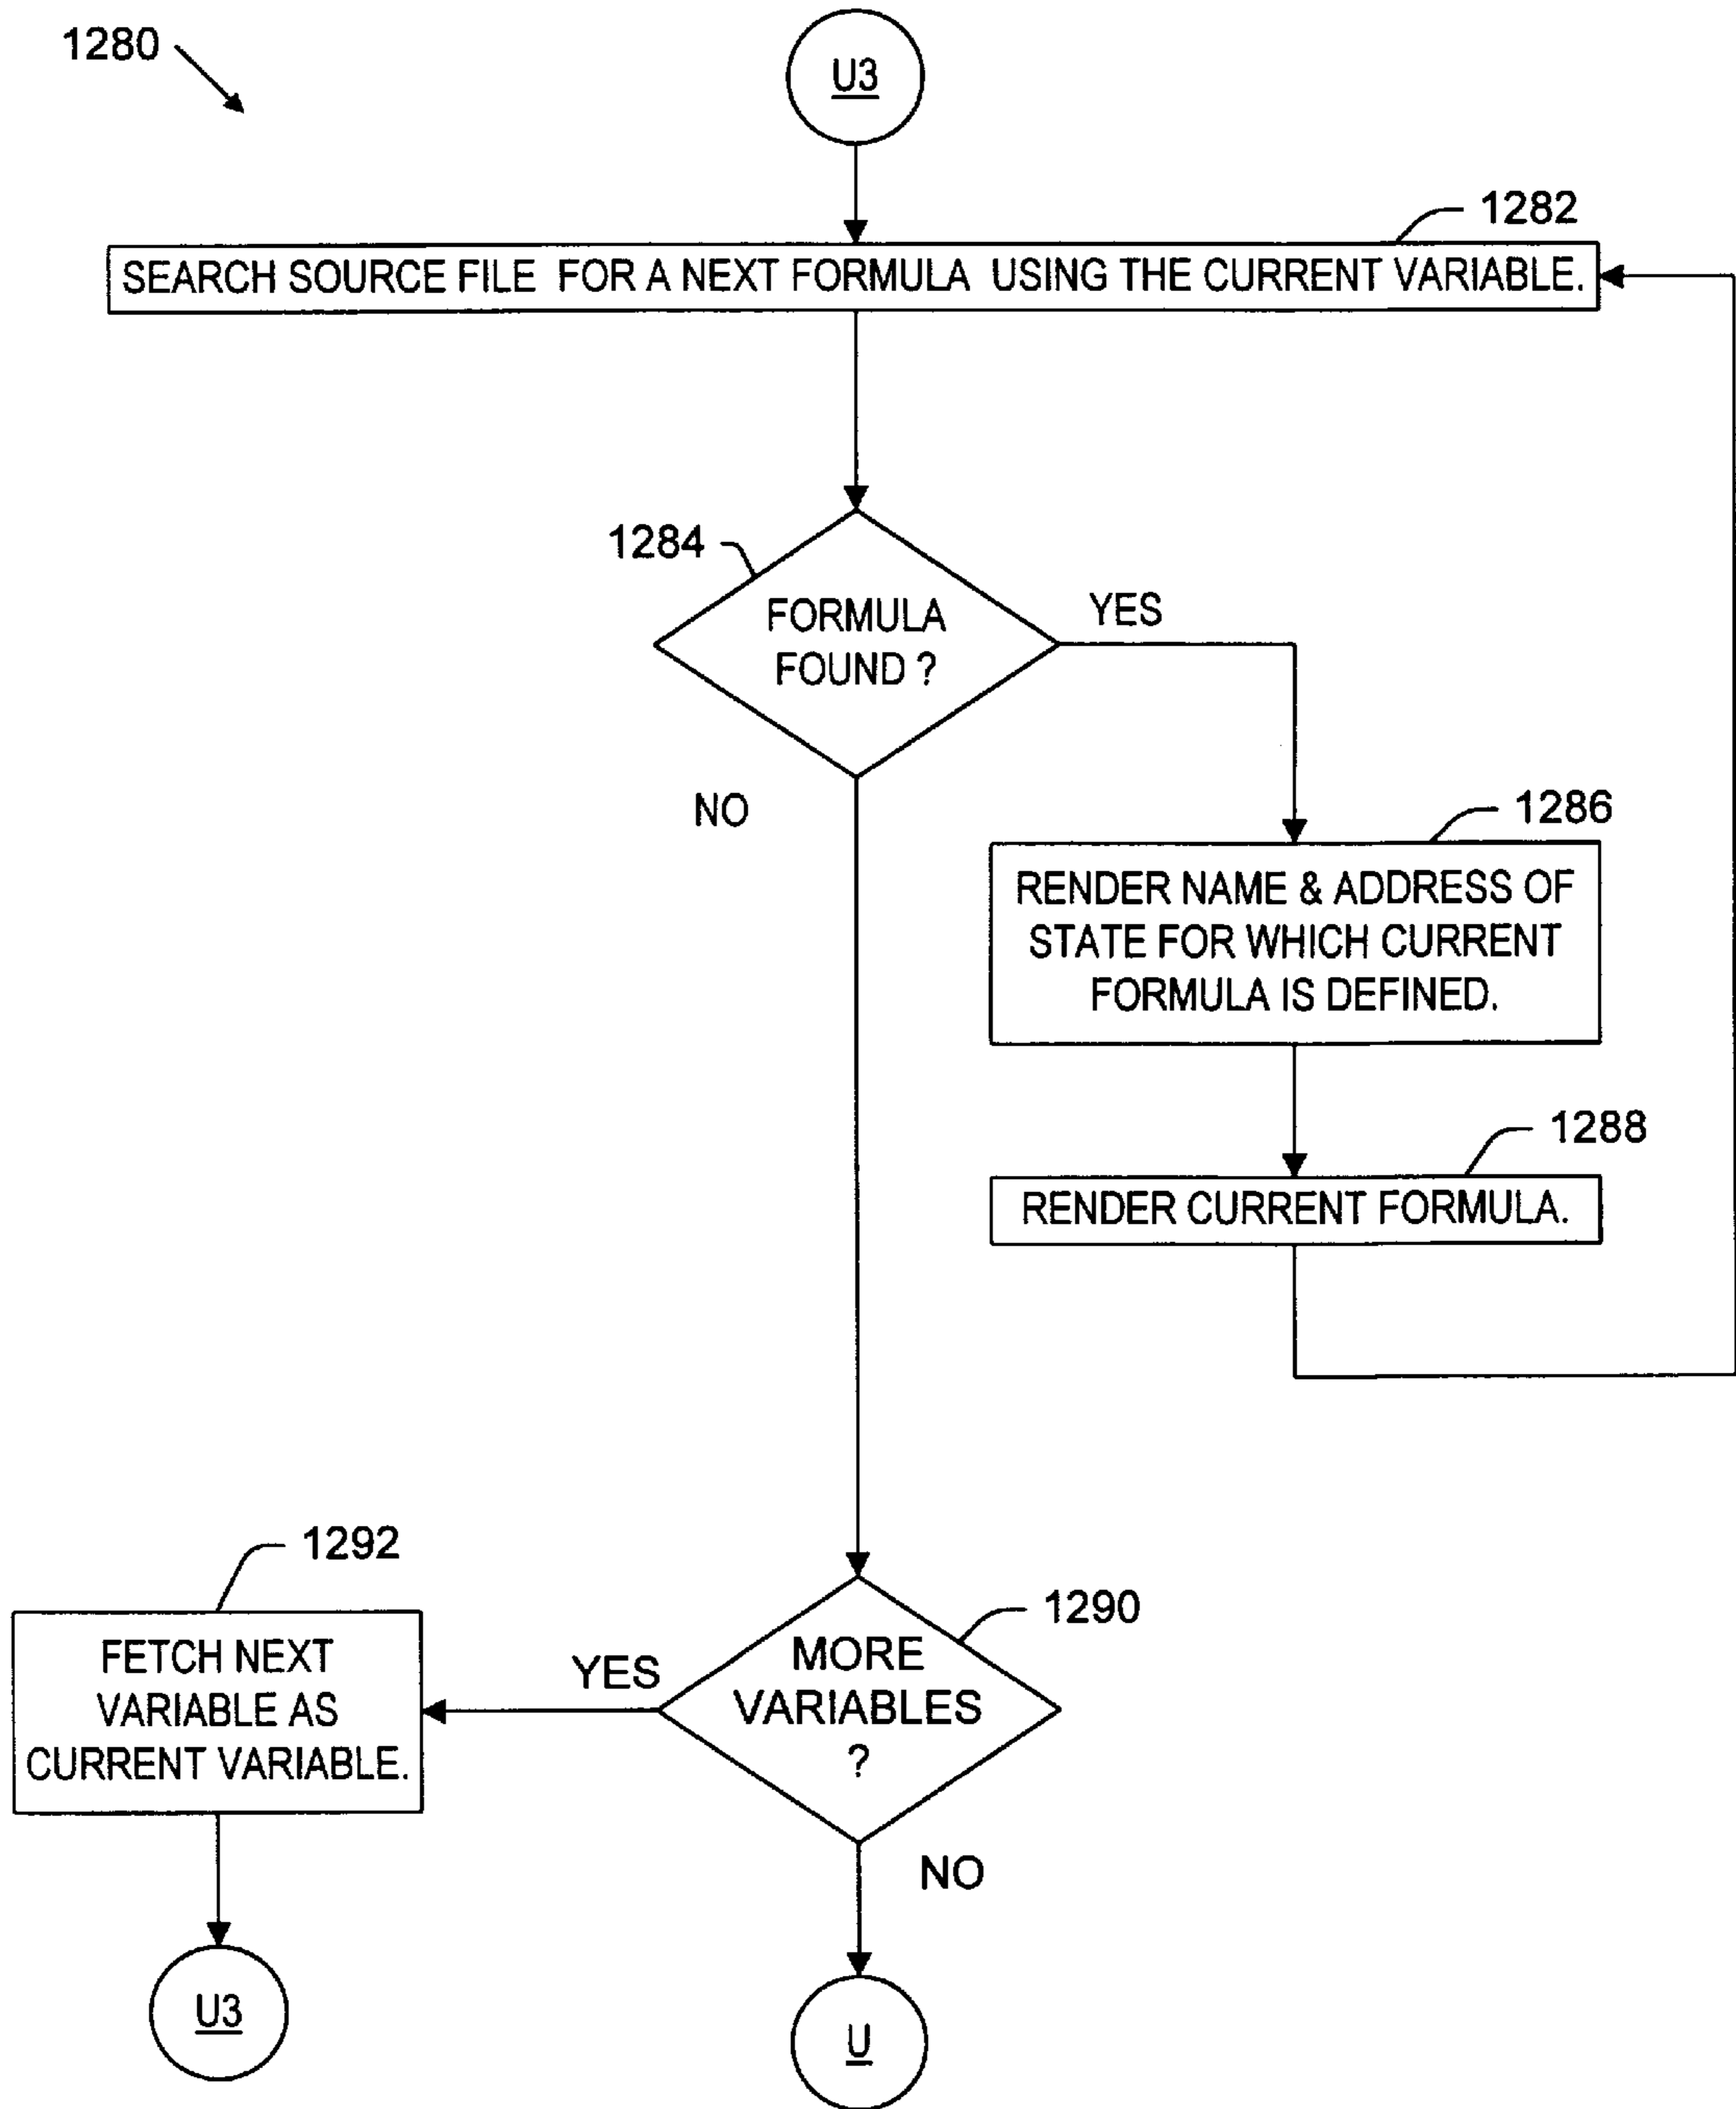 1280
U3
1282
SEARCH SOURCE FILE FOR A NEXT FORMULA USING THE CURRENT VARIABLE.
1284
FORMULA
FOUND ?
YES
NO
1286
RENDER NAME & ADDRESS OF
STATE FOR WHICH CURRENT
FORMULA IS DEFINED.
1288
RENDER CURRENT FORMULA.
1292
FETCH NEXT
VARIABLE AS
CURRENT VARIABLE.
YES
1290
MORE
VARIABLES
?
NO
U3
U